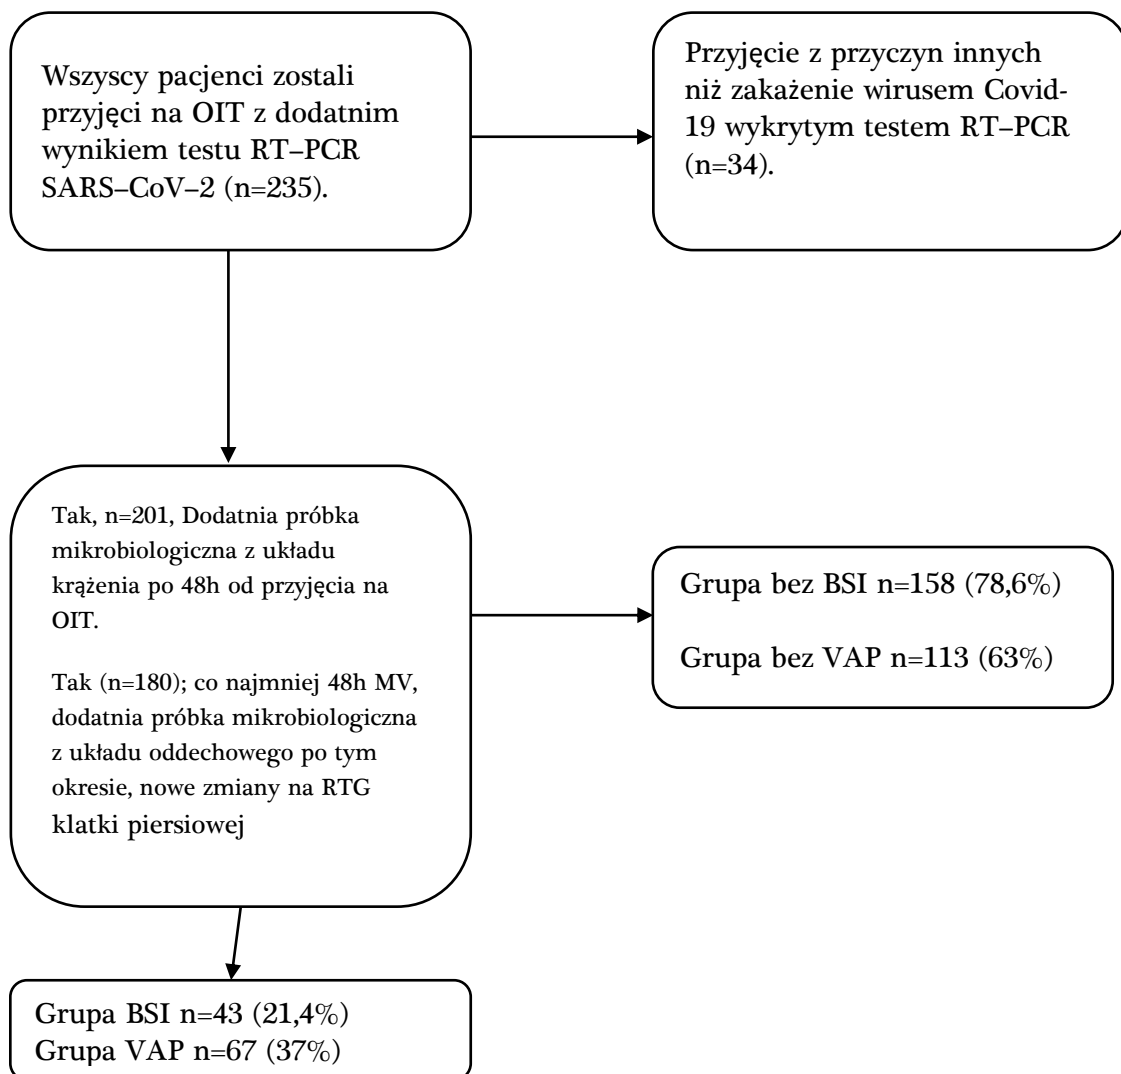 Wszyscy pacjenci zostali
przyjęci na OIT z dodatnim
wynikiem testu RT–PCR
SARS–CoV–2 (n=235).
Przyjęcie z przyczyn innych
niż zakażenie wirusem Covid-
19 wykrytym testem RT–PCR
(n=34).
Tak, n=201, Dodatnia próbka
mikrobiologiczna z układu
krążenia po 48h od przyjęcia na
OIT.
Tak (n=180); co najmniej 48h MV,
dodatnia próbka mikrobiologiczna
z układu oddechowego po tym
okresie, nowe zmiany na RTG
klatki piersiowej
Grupa bez BSI n=158 (78,6%)
Grupa bez VAP n=113 (63%)
Grupa BSI n=43 (21,4%)
Grupa VAP n=67 (37%)